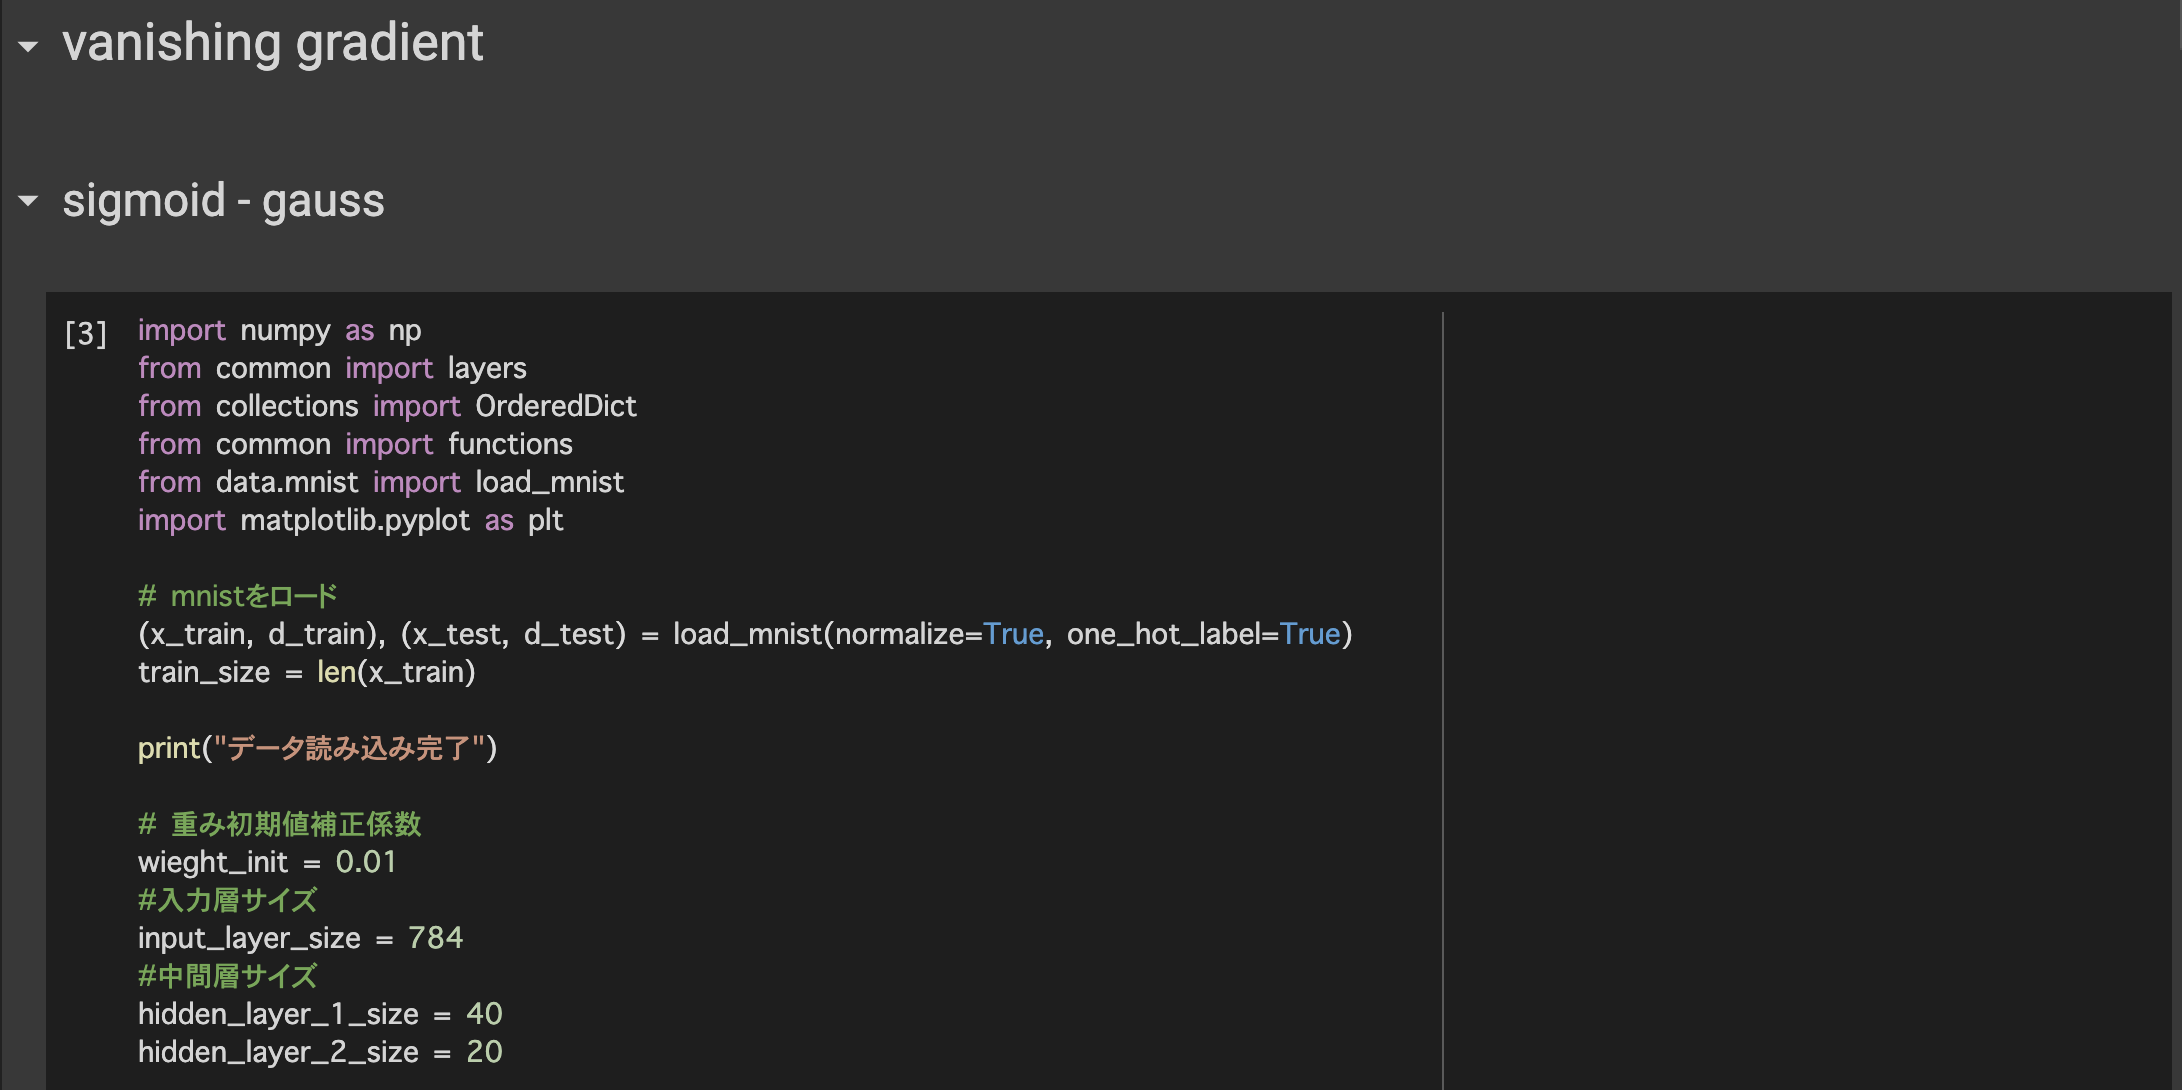 vanishing gradient
sigmoid - gauss
[3] import numpy as np
from common import layers
from collections import OrderedDict
from common import functions
from data.mnist import load_mnist
import matplotlib.pyplot as plt
# mnistをロード
(x_train, d_train), (x_test, d_test) = load_mnist(normalize=True, one_hot_label=True)
train_size = len(x_train)
print("データ読み込み完了")
# 重み初期値補正係数
wieght_init = 0.01
#入力層サイズ
input_layer_size = 784
#中間層サイズ
hidden_layer_1_size = 40
hidden_layer_2_size = 20